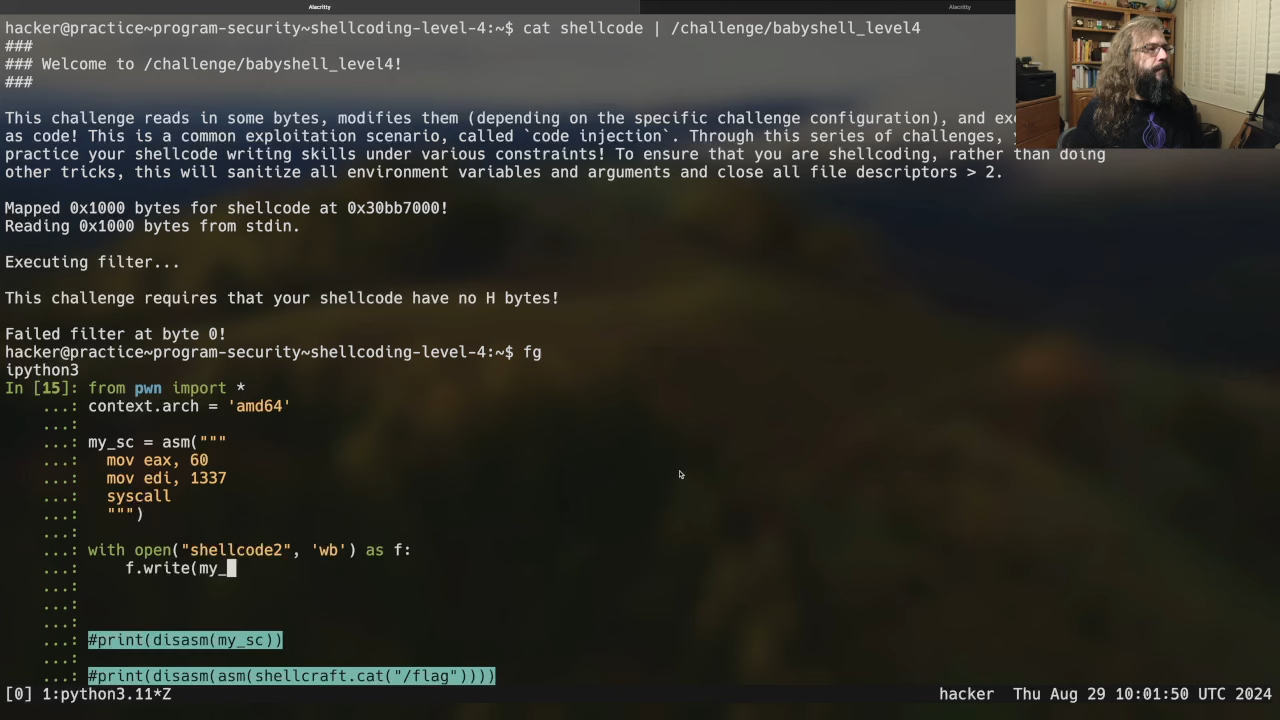 Alacritty
Alacritty
hacker@practice~program-security~shellcoding-level-4:~$ cat shellcode | /challenge/babyshell_level4
###
### Welcome to /challenge/babyshell_level4!
###
This challenge reads in some bytes, modifies them (depending on the specific challenge configuration), and
as code! This is a common exploitation scenario, called `code injection`. Through this series of challenges,
practice your shellcode writing skills under various constraints! To ensure that you are shellcoding, rather than doing
other tricks, this will sanitize all environment variables and arguments and close all file descriptors > 2.
Mapped 0x1000 bytes for shellcode at 0x30bb7000!
Reading 0x1000 bytes from stdin.
Executing filter...
This challenge requires that your shellcode have no H bytes!
Failed filter at byte 0!
hacker@practice~program-security~shellcoding-level-4:~$ fg
ipython3
In [15]: from pwn import *
...: context.arch = 'amd64'
...:
...: my_sc = asm("""
...: mov eax, 60
...: mov edi, 1337
...: syscall
...: """)
...:
...: with open("shellcode2", 'wb') as f:
...: f.write(my_
...:
...:
...:
...: #print(disasm(my_sc))
...:
...: #print(disasm(asm(shellcraft.cat("/flag"))))
[0] 1:python3.11*Z hacker Thu Aug 29 10:01:50 UTC 2024